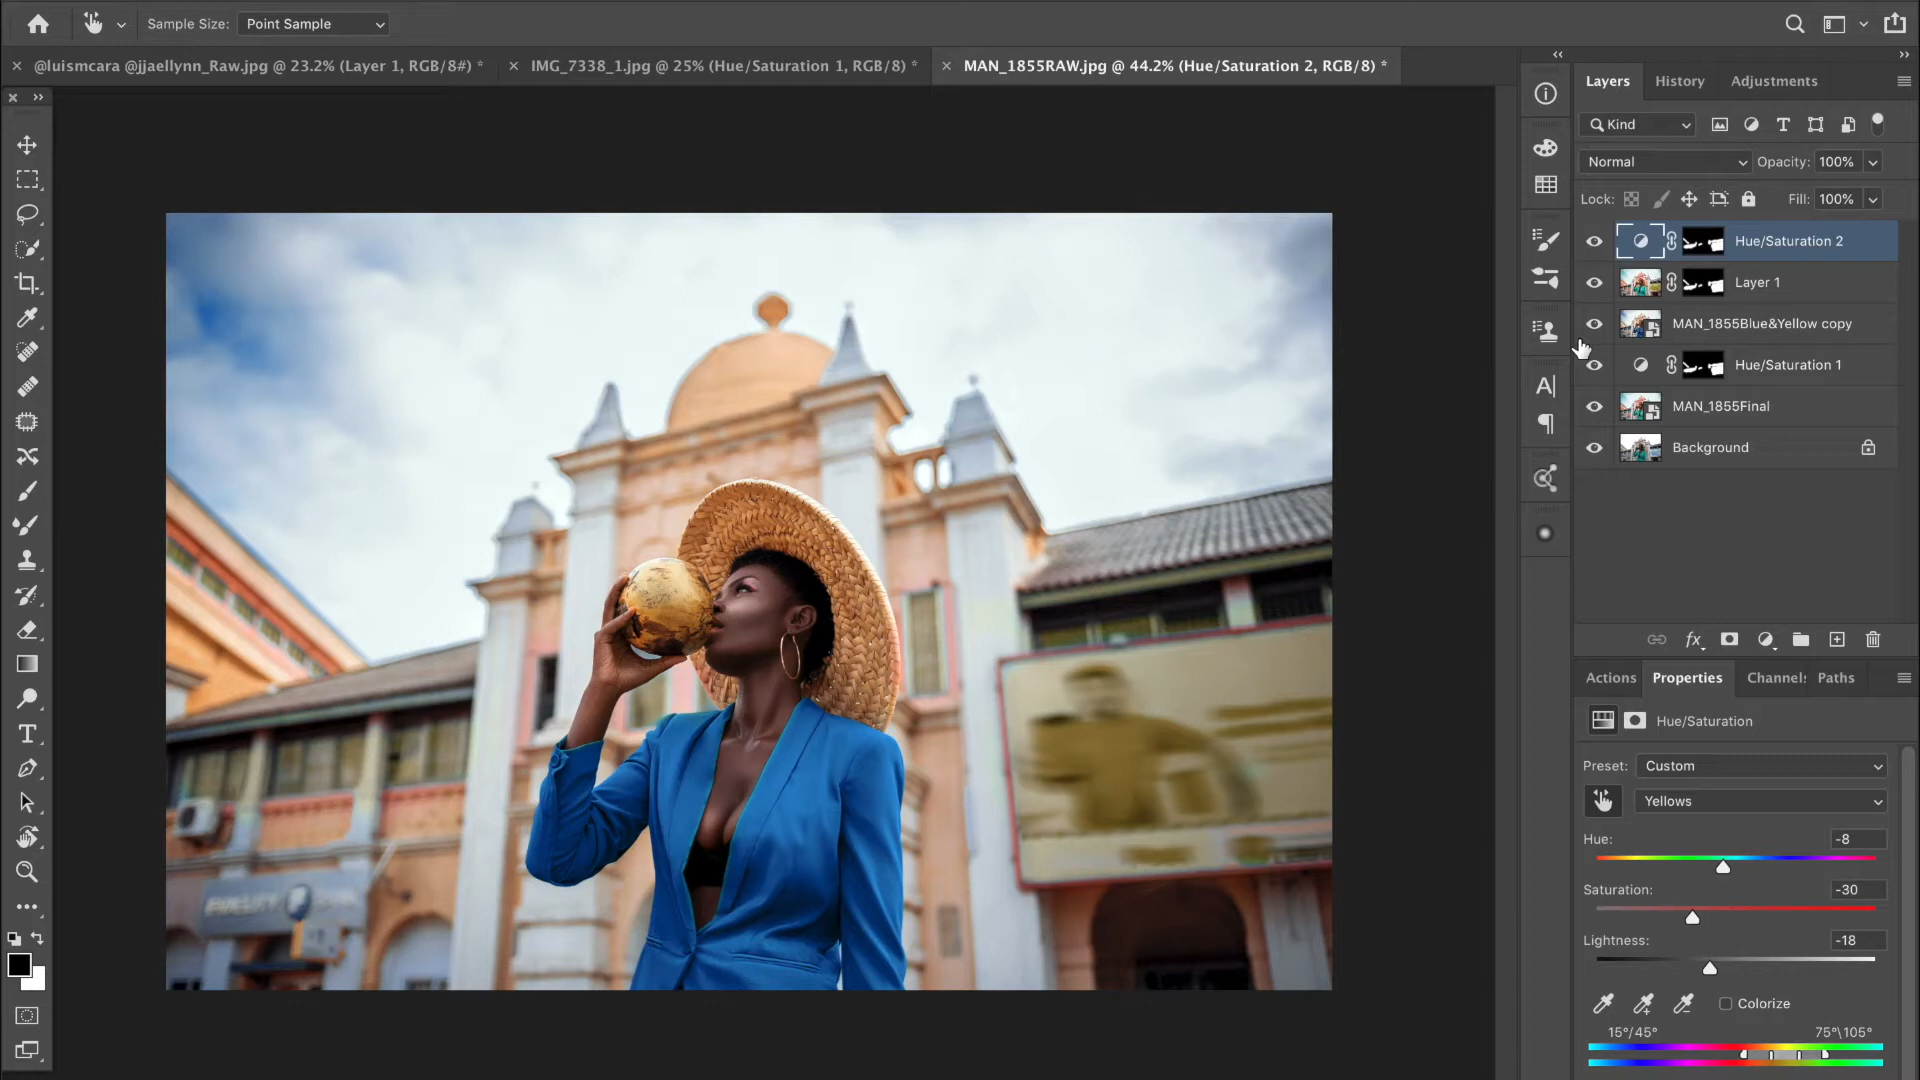 Sample Size: Point Sample
@luismcara @jjaellynn_Raw.jpg @ 23.2% (Layer 1, RGB/8#) *
IMG_7338_1.jpg @ 25% (Hue/Saturation 1, RGB/8) *
MAN_1855RAW.jpg @ 44.2% (Hue/Saturation 2, RGB/8) *
Layers History Adjustments
Kind
Normal Opacity: 100%
Lock: Fill: 100%
Hue/Saturation 2
Layer 1
MAN_1855Blue&Yellow copy
Hue/Saturation 1
MAN_1855Final
Background
Actions Properties Channels Paths
Hue/Saturation
Preset: Custom
Yellows
Hue: -8
Saturation: -30
Lightness: -18
Colorize
15°/45° 75°\105°